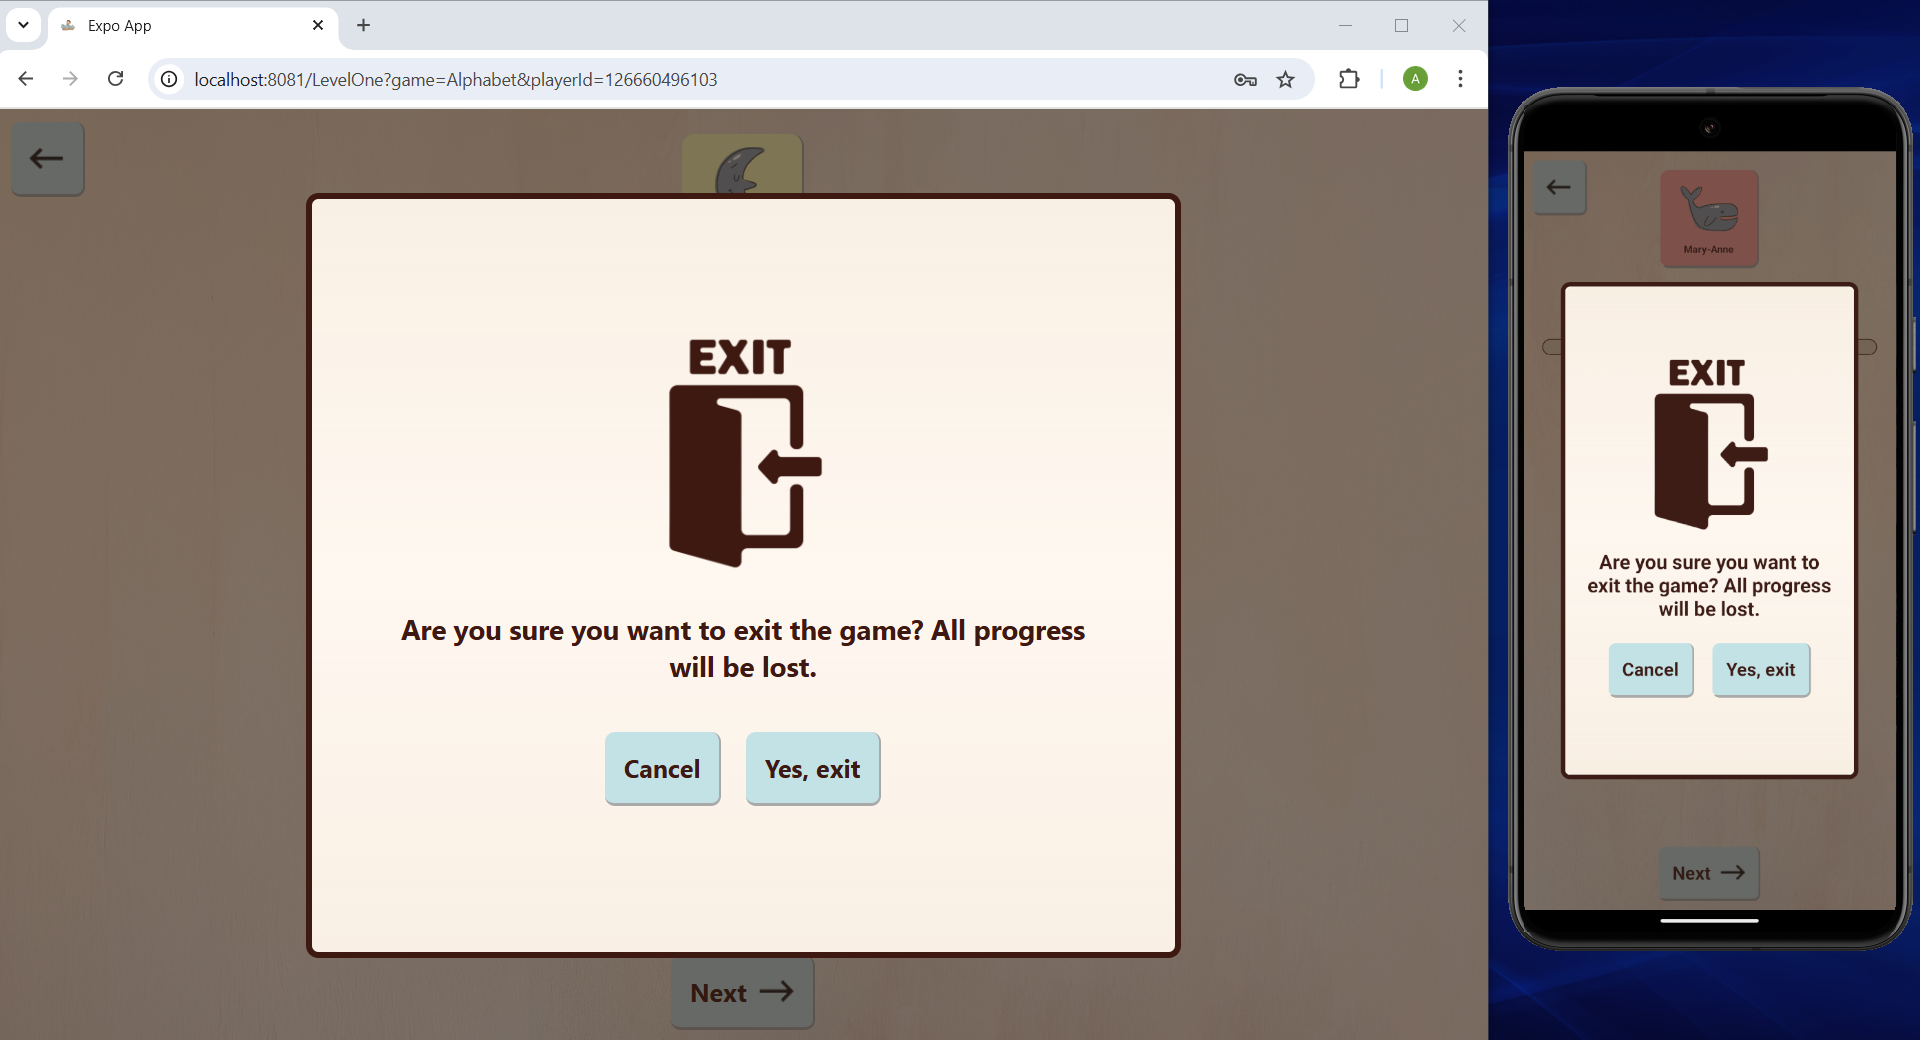 Expo App
localhost:8081/LevelOne?game=Alphabet&playerId=126660496103
A
EXIT
Are you sure you want to exit the game? All progress
will be lost.
Cancel
Yes, exit
Next
Mary-Anne
EXIT
Are you sure you want to
exit the game? All progress
will be lost.
Cancel
Yes, exit
Next